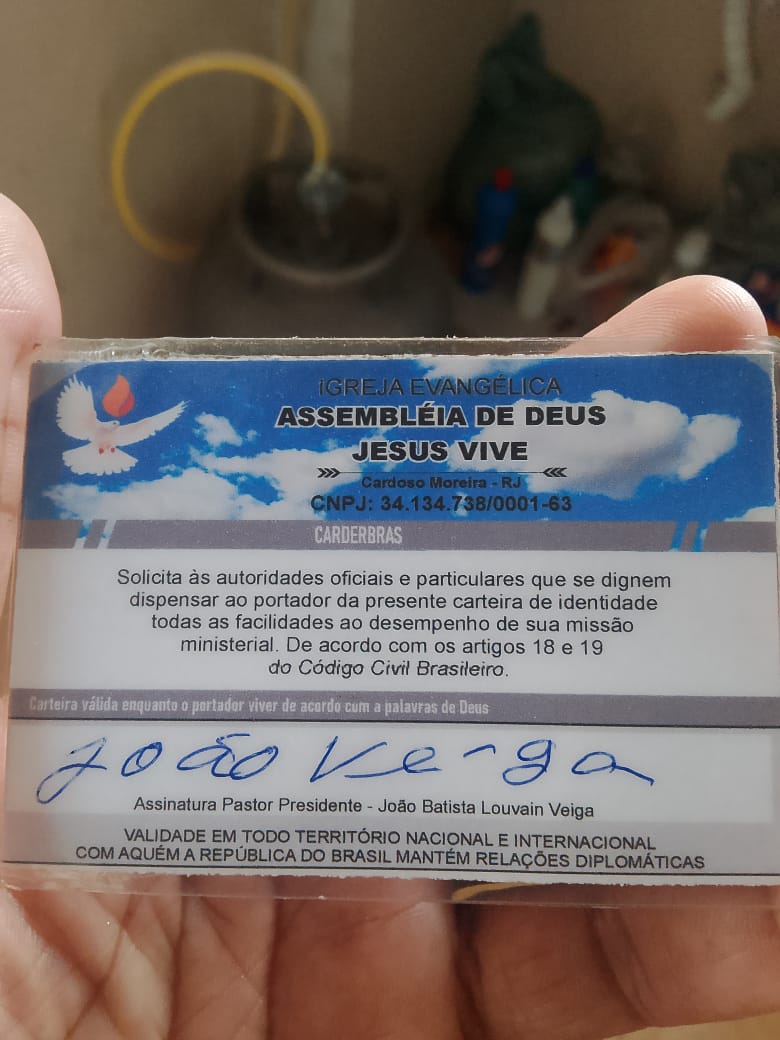 IGREJA EVANGÉLICA
ASSEMBLÉIA DE DEUS
JESUS VIVE
Cardoso Moreira - RJ
CNPJ: 34.134.738/0001-63
CARDERBRAS
Solicita às autoridades oficiais e particulares que se dignem
dispensar ao portador da presente carteira de identidade
todas as facilidades ao desempenho de sua missão
ministerial. De acordo com os artigos 18 e 19
do Código Civil Brasileiro.
Carteira válida enquanto o portador viver de acordo cum a palavras de Deus
João Veiga
Assinatura Pastor Presidente - João Batista Louvain Veiga
VALIDADE EM TODO TERRITÓRIO NACIONAL E INTERNACIONAL
COM AQUÉM A REPÚBLICA DO BRASIL MANTÉM RELAÇÕES DIPLOMÁTICAS